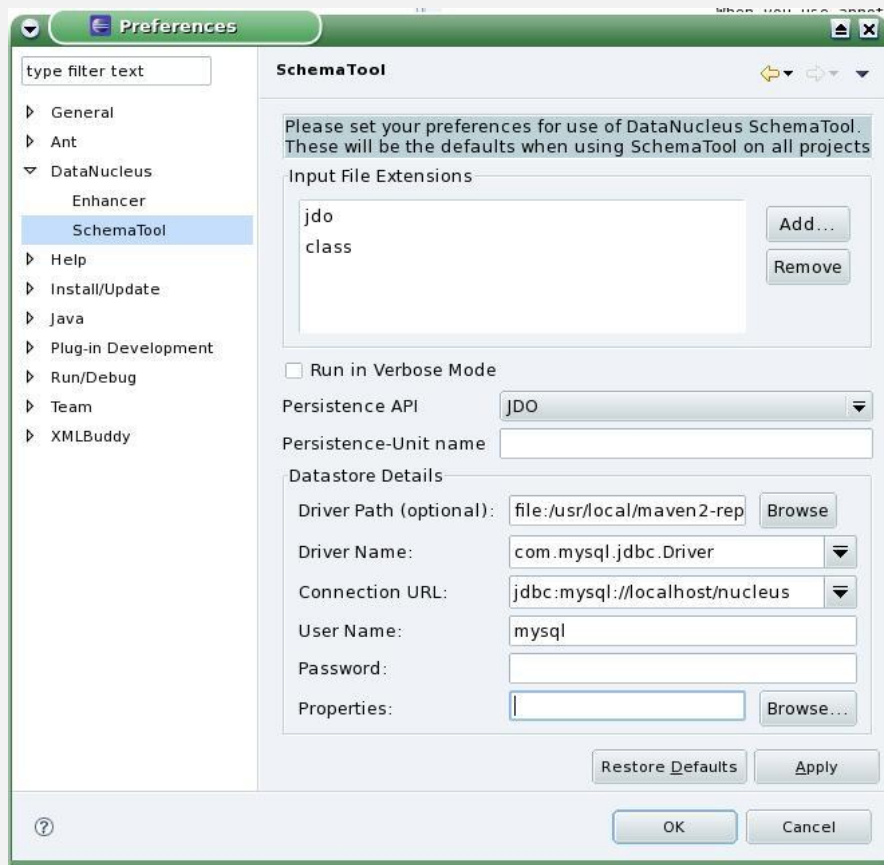 When you use annot
Preferences
type filter text
General
Ant
DataNucleus
Enhancer
SchemaTool
Help
Install/Update
Java
Plug-in Development
Run/Debug
Team
XMLBuddy
SchemaTool
Please set your preferences for use of DataNucleus SchemaTool.
These will be the defaults when using SchemaTool on all projects
Input File Extensions
jdo
class
Add...
Remove
Run in Verbose Mode
Persistence API JDO
Persistence-Unit name
Datastore Details
Driver Path (optional): file:/usr/local/maven2-rep Browse
Driver Name: com.mysql.jdbc.Driver
Connection URL: jdbc:mysql://localhost/nucleus
User Name: mysql
Password:
Properties: Browse...
Restore Defaults Apply
? OK Cancel